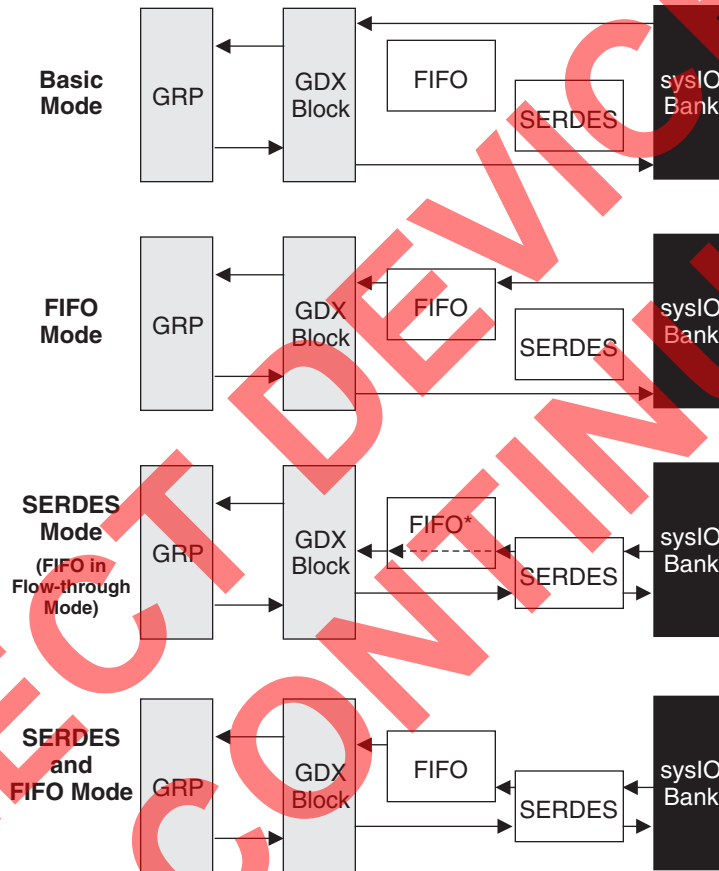 Basic
Mode
GRP
GDX
Block
FIFO
SERDES
sysIO
Bank
FIFO
Mode
GRP
GDX
Block
FIFO
SERDES
sysIO
Bank
SERDES
Mode
(FIFO in
Flow-through
Mode)
GRP
GDX
Block
FIFO*
SERDES
sysIO
Bank
SERDES
and
FIFO Mode
GRP
GDX
Block
FIFO
SERDES
sysIO
Bank